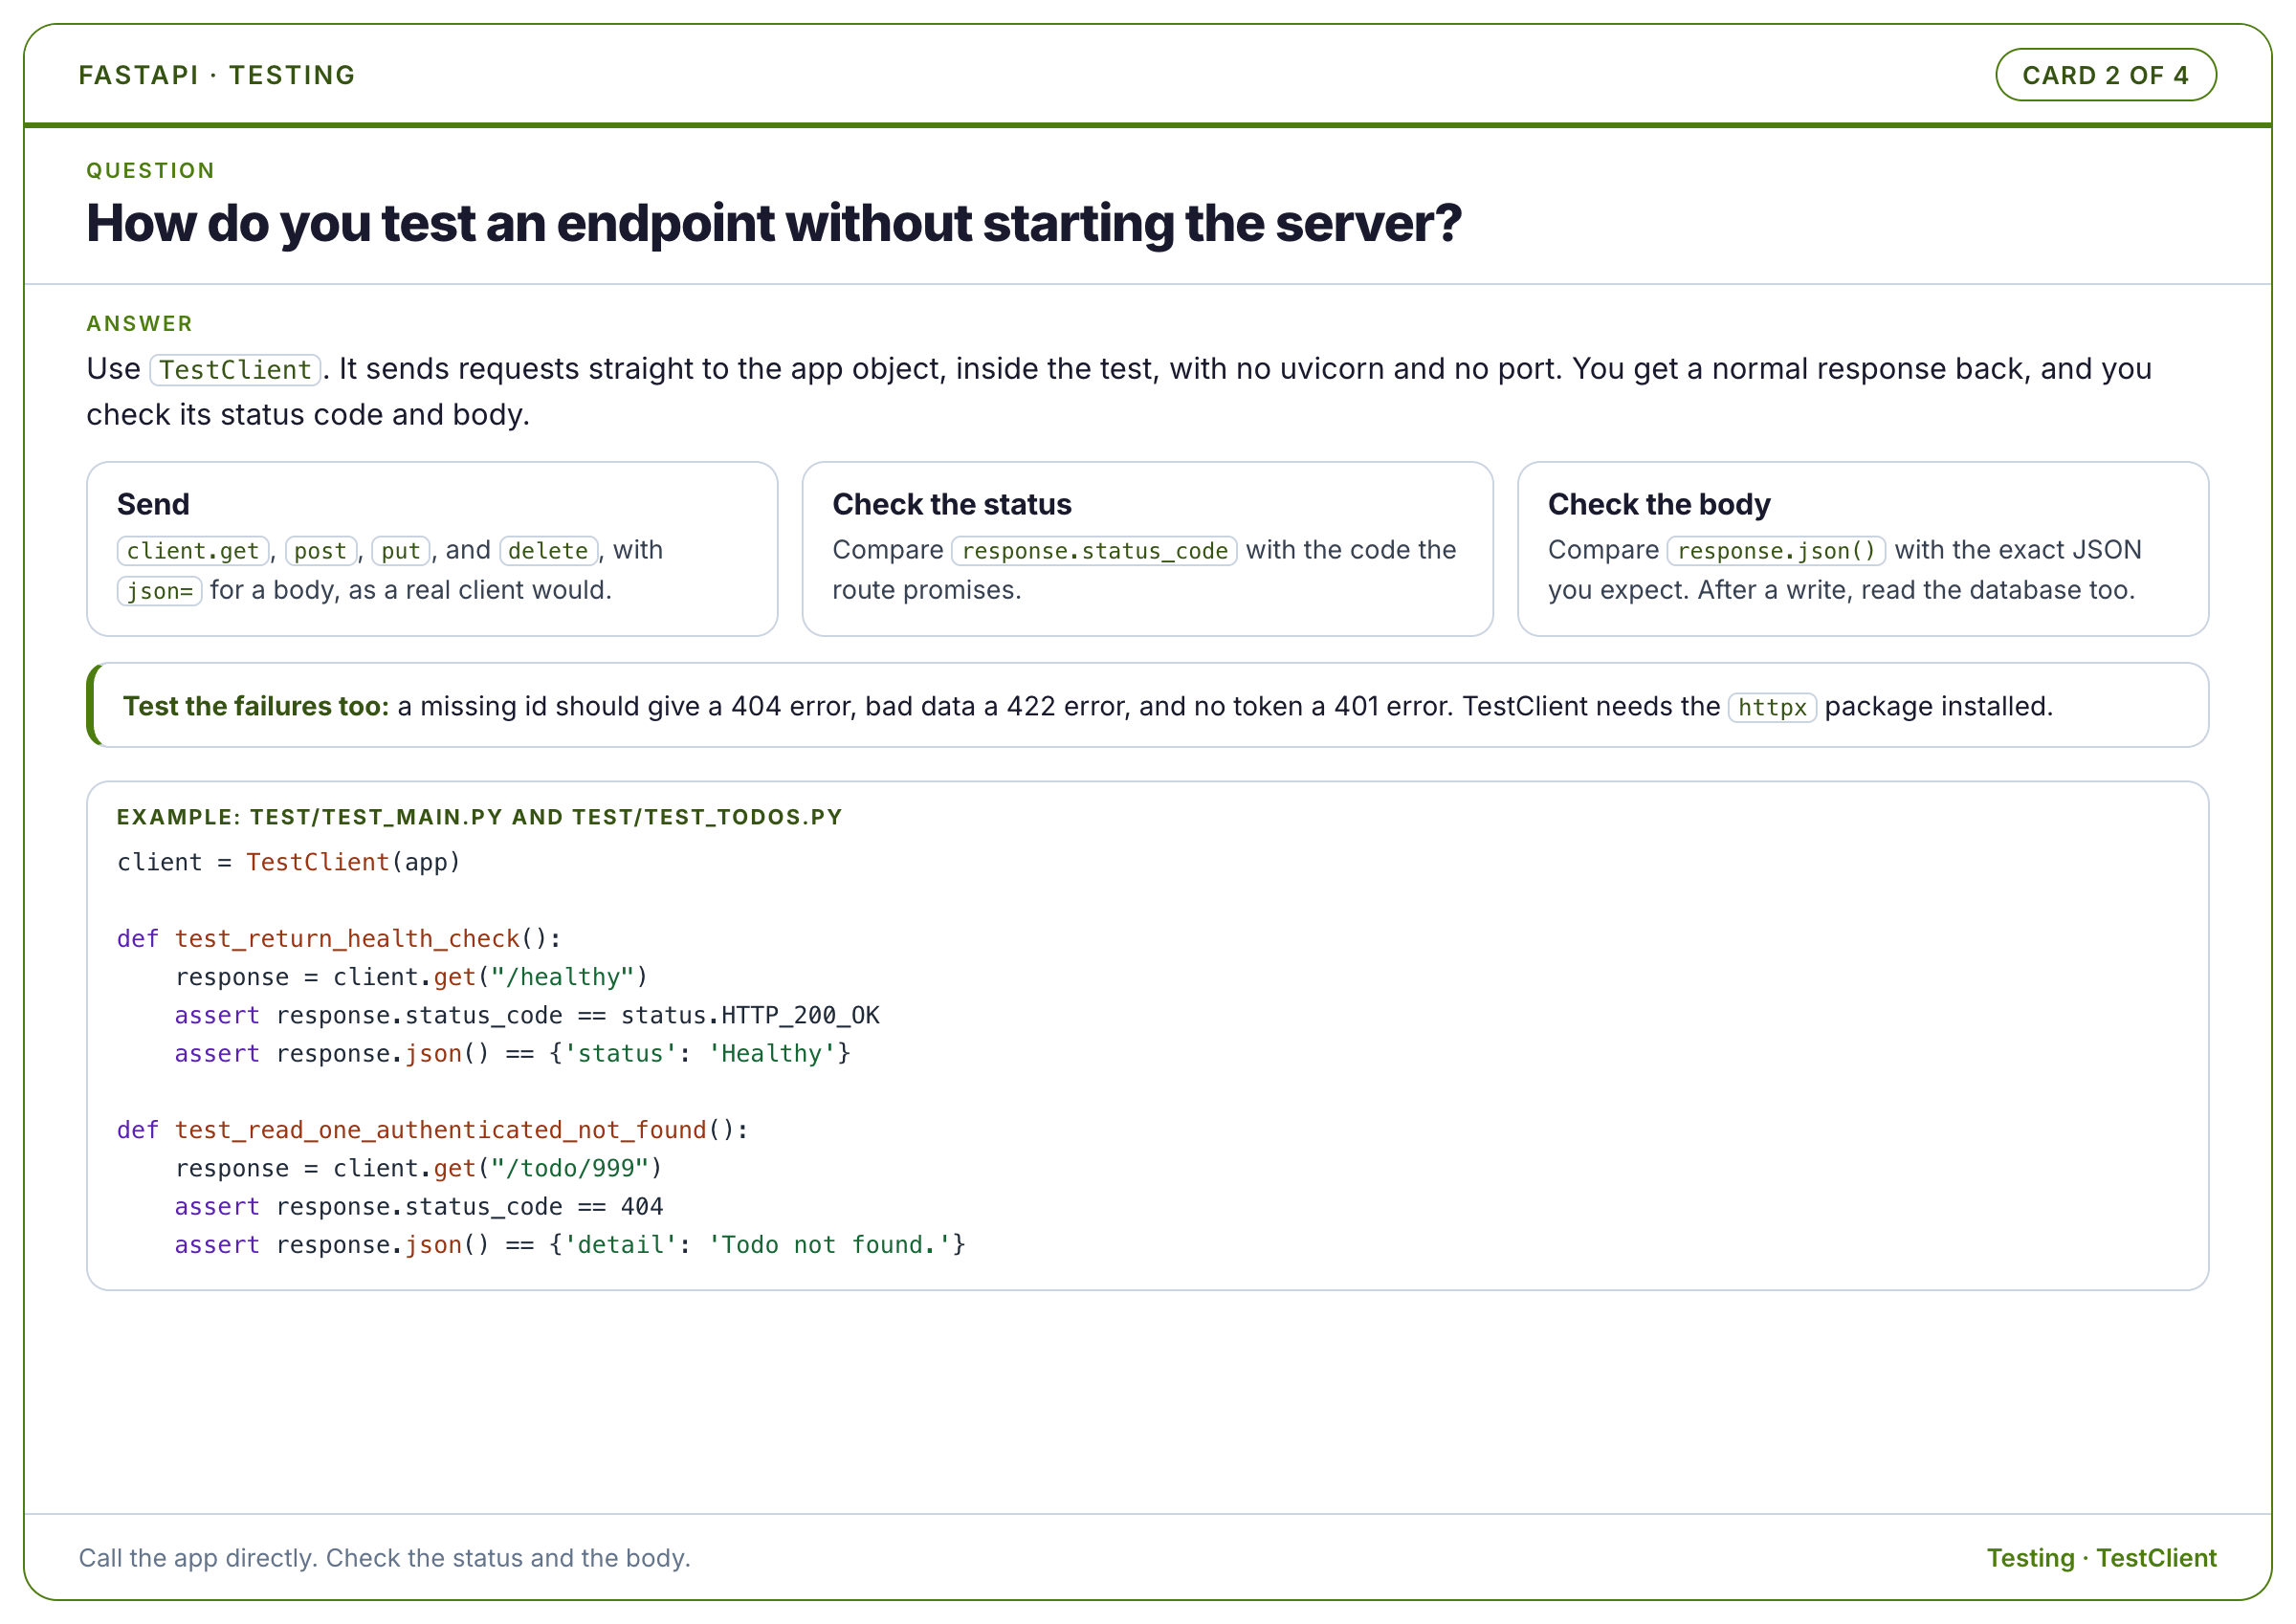 FASTAPI · TESTING
CARD 2 OF 4
QUESTION
How do you test an endpoint without starting the server?
ANSWER
Use TestClient. It sends requests straight to the app object, inside the test, with no uvicorn and no port. You get a normal response back, and you
check its status code and body.
Send
client.get, post, put, and delete, with
json= for a body, as a real client would.
Check the status
Compare response.status_code with the code the
route promises.
Check the body
Compare response.json() with the exact JSON
you expect. After a write, read the database too.
Test the failures too: a missing id should give a 404 error, bad data a 422 error, and no token a 401 error. TestClient needs the httpx package installed.
EXAMPLE: TEST/TEST_MAIN.PY AND TEST/TEST_TODOS.PY
client = TestClient(app)
def test_return_health_check():
    response = client.get("/healthy")
    assert response.status_code == status.HTTP_200_OK
    assert response.json() == {'status': 'Healthy'}
def test_read_one_authenticated_not_found():
    response = client.get("/todo/999")
    assert response.status_code == 404
    assert response.json() == {'detail': 'Todo not found.'}
Call the app directly. Check the status and the body.
Testing · TestClient